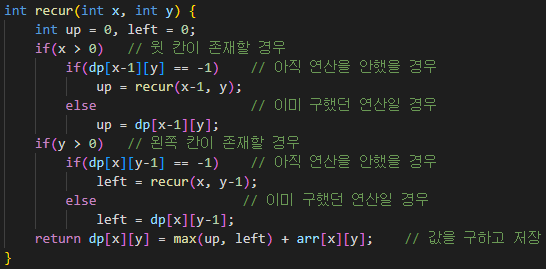 int recur(int x, int y) {
    int up = 0, left = 0;
    if(x > 0)   // 윗 칸이 존재할 경우
        if(dp[x-1][y] == -1)    // 아직 연산을 안했을 경우
            up = recur(x-1, y);
        else                    // 이미 구했던 연산일 경우
            up = dp[x-1][y];
    if(y > 0)   // 왼쪽 칸이 존재할 경우
        if(dp[x][y-1] == -1)    // 아직 연산을 안했을 경우
            left = recur(x, y-1);
        else                   // 이미 구했던 연산일 경우
            left = dp[x][y-1];
    return dp[x][y] = max(up, left) + arr[x][y];    // 값을 구하고 저장
}